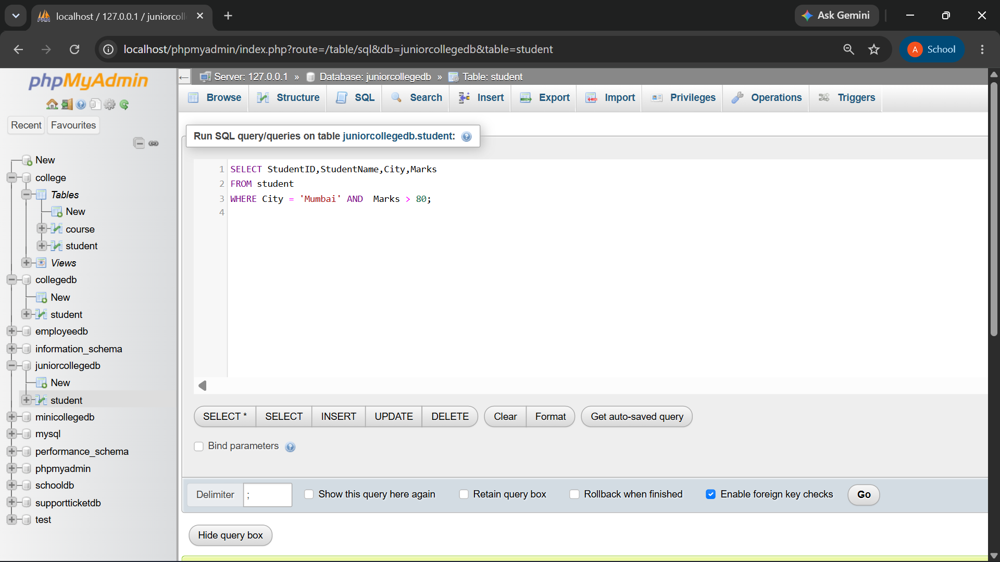 localhost / 127.0.0.1 / juniorcoll
Ask Gemini
localhost/phpmyadmin/index.php?route=/table/sql&db=juniorcollegedb&table=student
A School
phpMyAdmin
Recent Favourites
New
college
Tables
New
course
student
Views
collegedb
New
student
employeedb
information_schema
juniorcollegedb
New
student
minicollegedb
mysql
performance_schema
phpmyadmin
schooldb
supportticketdb
test
Server: 127.0.0.1 » Database: juniorcollegedb » Table: student
Browse Structure SQL Search Insert Export Import Privileges Operations Triggers
Run SQL query/queries on table juniorcollegedb.student:
1 SELECT StudentID,StudentName,City,Marks
2 FROM student
3 WHERE City = 'Mumbai' AND  Marks > 80;
4
SELECT * SELECT INSERT UPDATE DELETE Clear Format Get auto-saved query
Bind parameters
Delimiter ; Show this query here again Retain query box Rollback when finished Enable foreign key checks Go
Hide query box